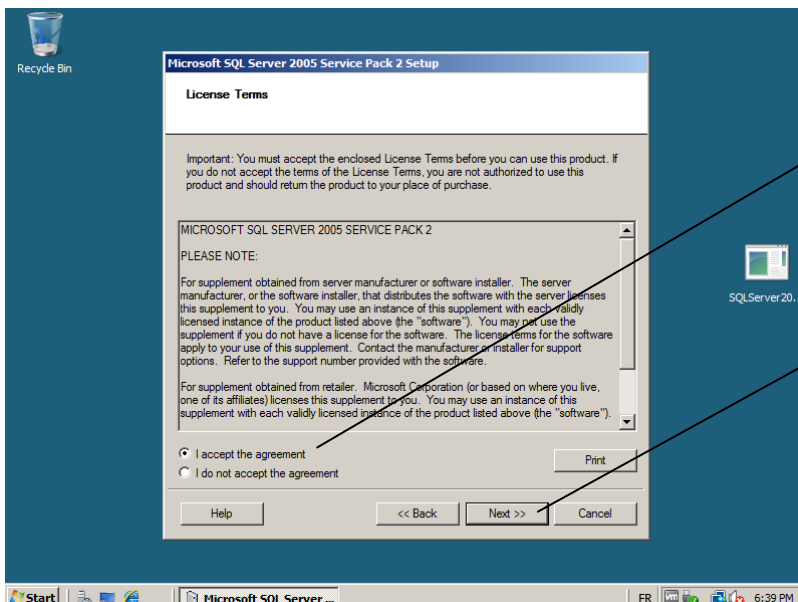 Recycle Bin
Microsoft SQL Server 2005 Service Pack 2 Setup
License Terms
Important: You must accept the enclosed License Terms before you can use this product. If
you do not accept the terms of the License Terms, you are not authorized to use this
product and should return the product to your place of purchase.
MICROSOFT SQL SERVER 2005 SERVICE PACK 2
PLEASE NOTE:
For supplement obtained from server manufacturer or software installer. The server
manufacturer, or the software installer, that distributes the software with the server licenses
this supplement to you. You may use an instance of this supplement with each validly
licensed instance of the product listed above (the "software"). You may not use the
supplement if you do not have a license for the software. The license terms for the software
apply to your use of this supplement. Contact the manufacturer or installer for support
options. Refer to the support number provided with the software.
For supplement obtained from retailer. Microsoft Corporation (or based on where you live,
one of its affiliates) licenses this supplement to you. You may use an instance of this
supplement with each validly licensed instance of the product listed above (the "software").
I accept the agreement
I do not accept the agreement
Print
Help
<< Back
Next >>
Cancel
SQLServer20.
Start
Microsoft SQL Server ...
FR
6:39 PM